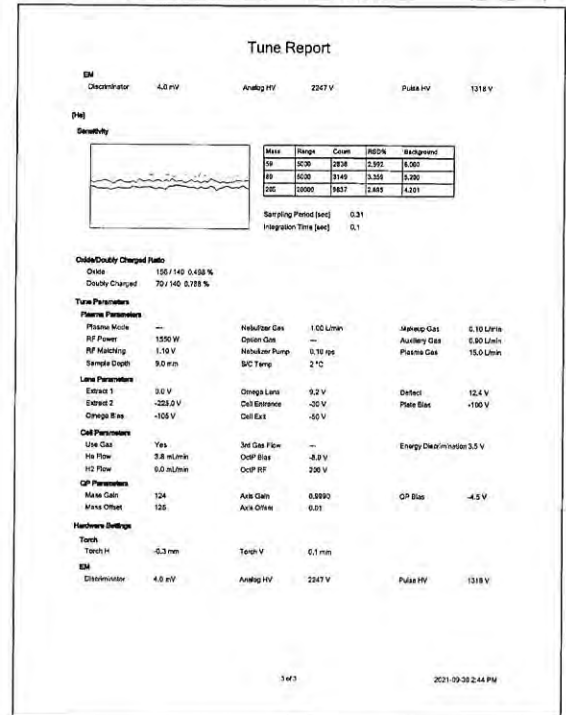 Tune Report
EM
Discriminator 4.0 mV Analog HV 2247 V Pulse HV 1318 V
[He]
Sensitivity
Mass Range Count RSD% Background
59 5000 2838 2.592
89 5000 3149 5.200
205 20000 9837 4.201
Sampling Period [sec] 0.31
Integration Time [sec] 0.1
Oxide/Doubly Charged Ratio
Oxide 156 / 140 0.498 %
Doubly Charged 70 / 140 0.788 %
Tune Parameters
Plasma Parameters
Plasma Mode --- Nebulizer Gas 1.00 L/min Makeup Gas 0.10 L/min
RF Power 1550 W Option Gas --- Auxiliary Gas 0.90 L/min
RF Matching 1.10 V Nebulizer Pump 0.10 rps Plasma Gas 15.0 L/min
Sample Depth 9.0 mm S/C Temp 2 °C
Lens Parameters
Extract 1 Omega Lens 9.2 V Deflect 12.4 V
Extract 2 -225.0 V Cell Entrance -30 V Plate Bias -100 V
Omega Bias -105 V Cell Exit -50 V
Cell Parameters
Use Gas Yes 3rd Gas Flow --- Energy Discrimination 3.5 V
He Flow 3.8 mL/min OctP Bias -8.0 V
H2 Flow 0.0 mL/min OctP RF 200 V
QP Parameters
Mass Gain 124 Axis Gain 0.9990 QP Bias -4.5 V
Mass Offset 125 Axis Offset 0.01
Hardware Settings
Torch
Torch H -0.3 mm Torch V 0.1 mm
EM
Discriminator 4.0 mV Analog HV 2247 V Pulse HV 1318 V
3 of 3 2021-09-30 2:44 PM